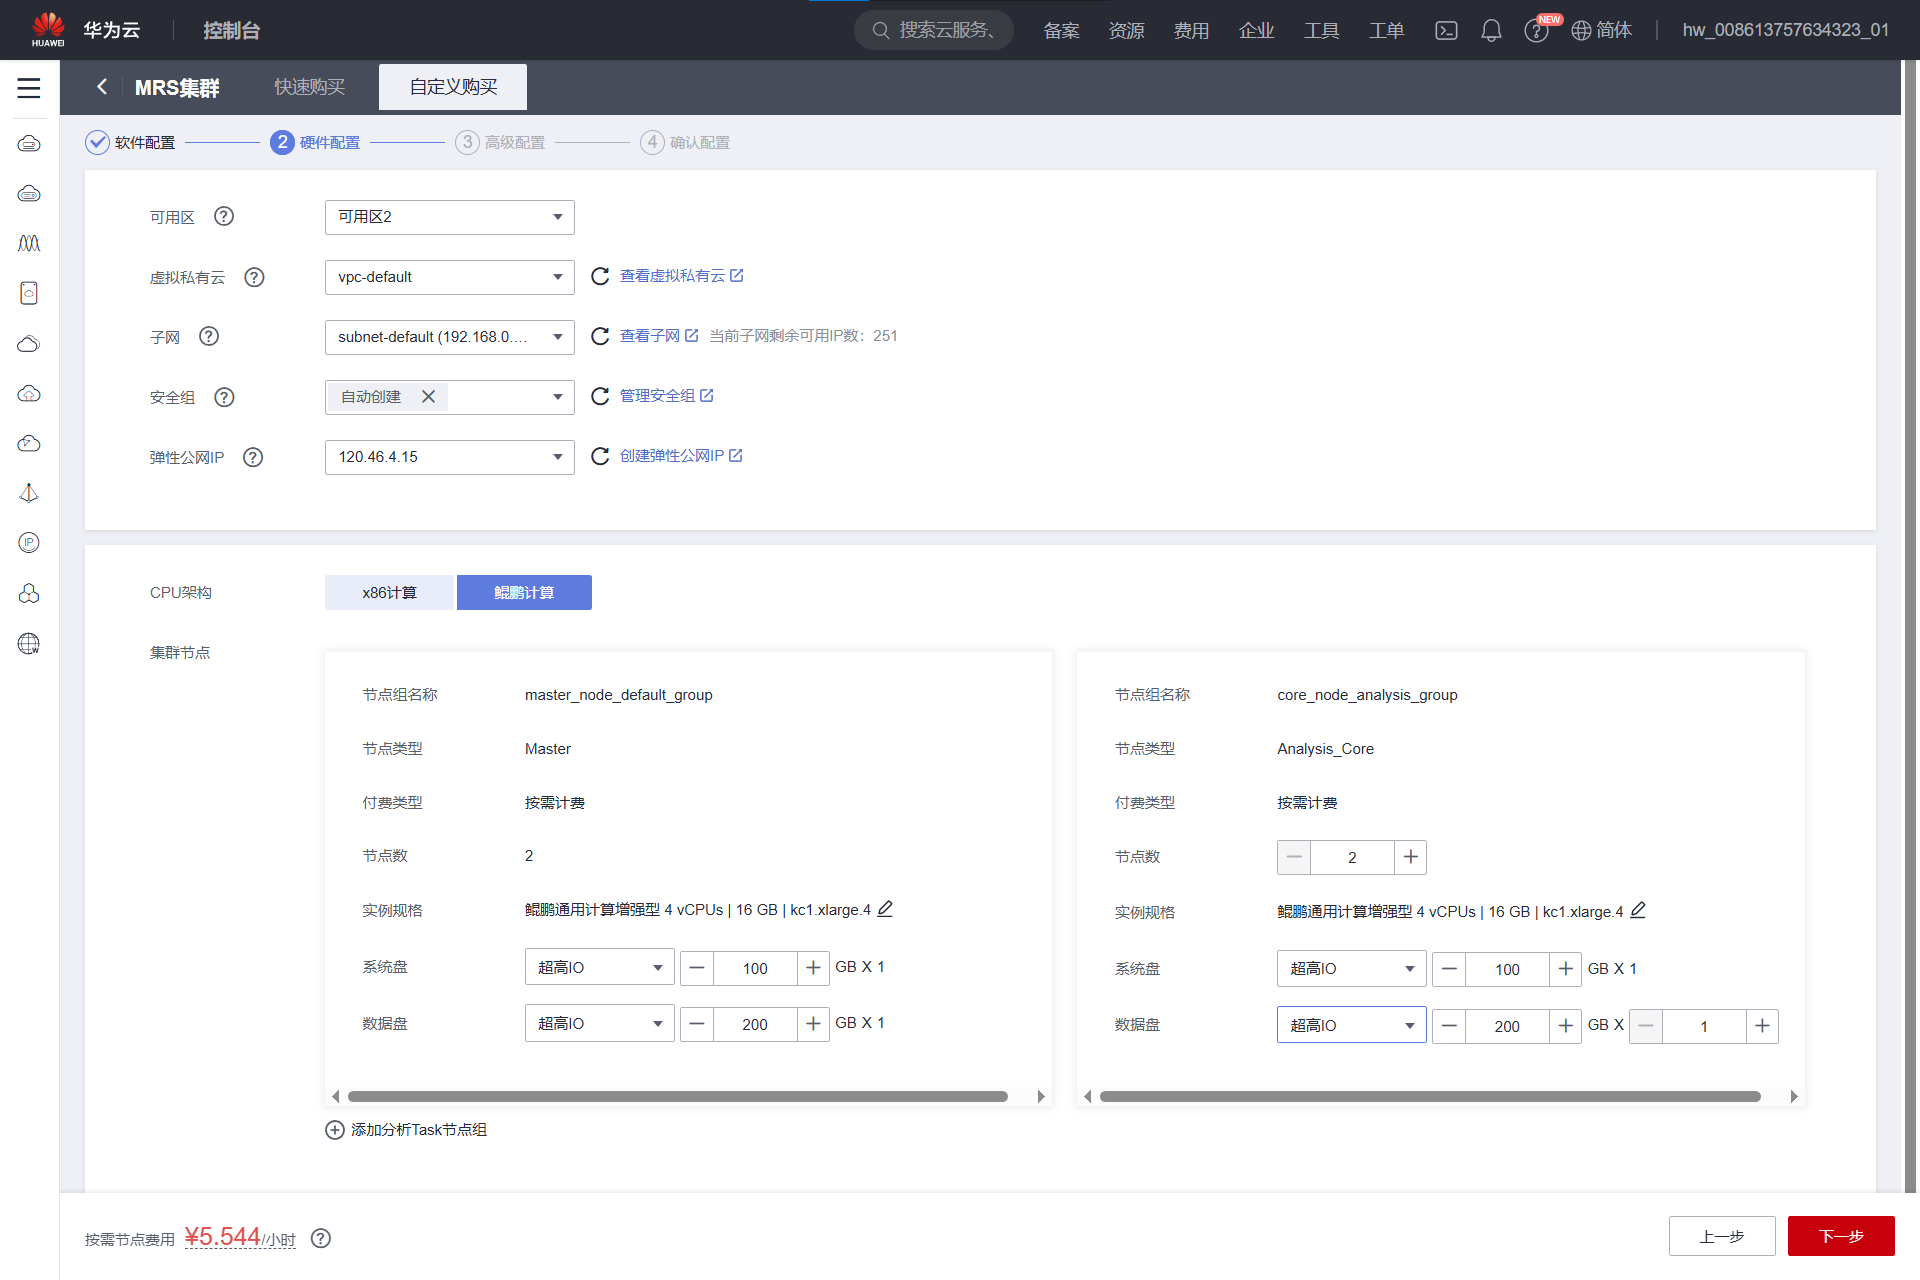 HUAWEI 华为云 控制台 搜索云服务、 备案 资源 费用 企业 工具 工单 NEW 简体 hw_008613757634323_01
MRS集群 快速购买 自定义购买
软件配置 2 硬件配置 3 高级配置 4 确认配置
可用区 可用区2
虚拟私有云 vpc-default 查看虚拟私有云
子网 subnet-default (192.168.0.... 查看子网 当前子网剩余可用IP数：251
安全组 自动创建 管理安全组
弹性公网IP 120.46.4.15 创建弹性公网IP
IP
CPU架构 x86计算 鲲鹏计算
集群节点
节点组名称 master_node_default_group
节点类型 Master
付费类型 按需计费
节点数 2
实例规格 鲲鹏通用计算增强型 4 vCPUs | 16 GB | kc1.xlarge.4
系统盘 超高IO 100 GB X 1
数据盘 超高IO 200 GB X 1
节点组名称 core_node_analysis_group
节点类型 Analysis_Core
付费类型 按需计费
节点数 2
实例规格 鲲鹏通用计算增强型 4 vCPUs | 16 GB | kc1.xlarge.4
系统盘 超高IO 100 GB X 1
数据盘 超高IO 200 GB X 1
添加分析Task节点组
按需节点费用 ¥5.544/小时 上一步 下一步